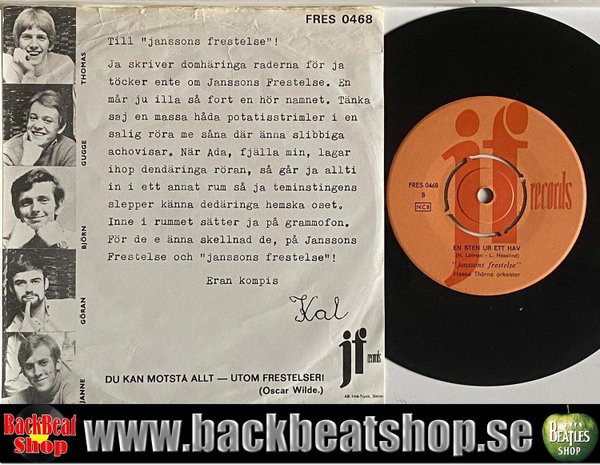 FRES 0468
Till "janssons frestelse"!
Ja skriver domhäringa raderna för ja
töcker ente om Janssons Frestelse. En
mår ju illa så fort en hör namnet. Tänka
saj en massa håda potatisstrimler i en
salig röra me såna där änna slibbiga
achovisar. När Ada, fjälla min, lagar
ihop dendäringa röran, så går ja allti
in i ett annat rum så ja teminstingens
slepper känna dedäringa hemska oset.
Inne i rummet sätter ja på grammofon.
För de e änna skellnad de, på Janssons
Frestelse och "janssons frestelse"!
Eran kompis
Kal
THOMAS
GUGGE
BJÖRN
GÖRAN
JANNE
jf records
DU KAN MOTSTÅ ALLT — UTOM FRESTELSER!
(Oscar Wilde.)
jf records
FRES 0468
B
NCB
EN STEN UR ETT HAV
"janssons frestelse"
Hasse Thörns orkester
BackBeat
Shop
www.backbeatshop.se
BEATLES
SHOP